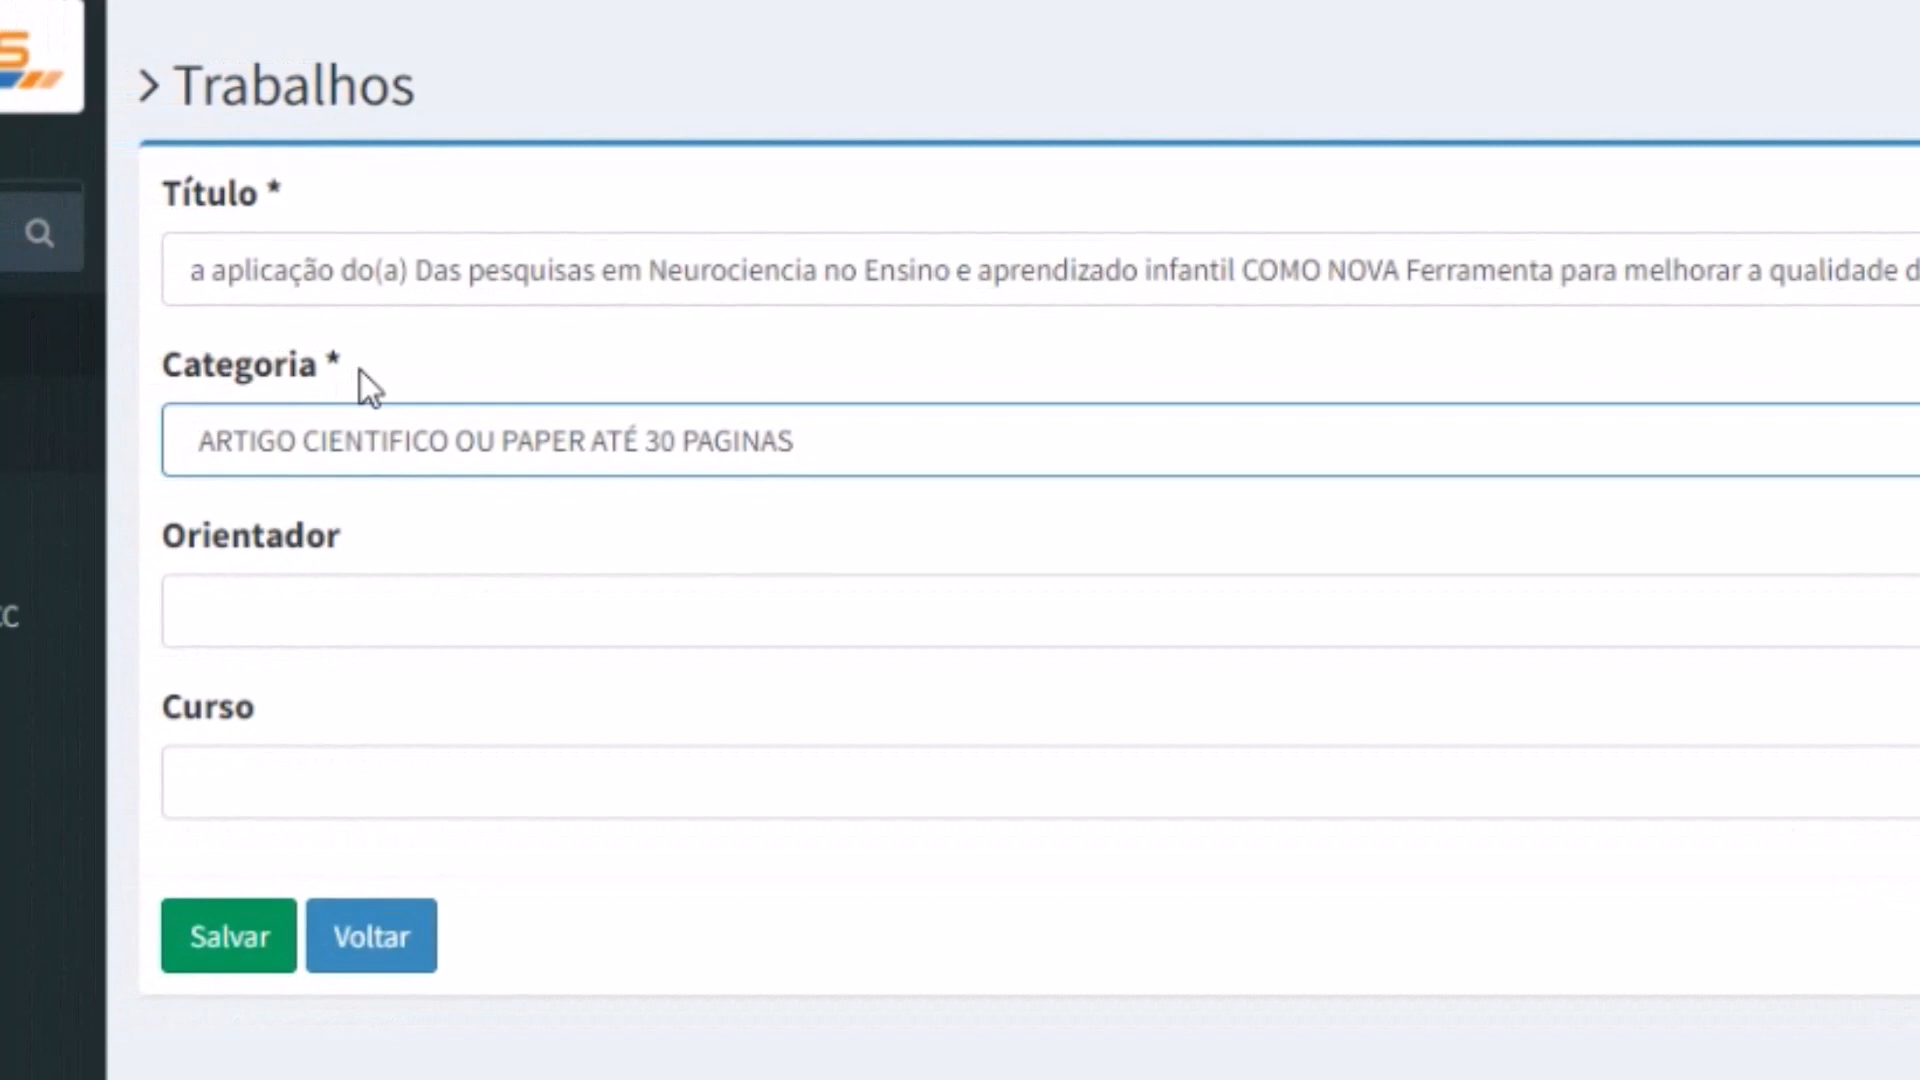 S
> Trabalhos
Título *
a aplicação do(a) Das pesquisas em Neurociencia no Ensino e aprendizado infantil COMO NOVA Ferramenta para melhorar a qualidade d
Categoria *
ARTIGO CIENTIFICO OU PAPER ATÉ 30 PAGINAS
Orientador
CC
Curso
Salvar Voltar